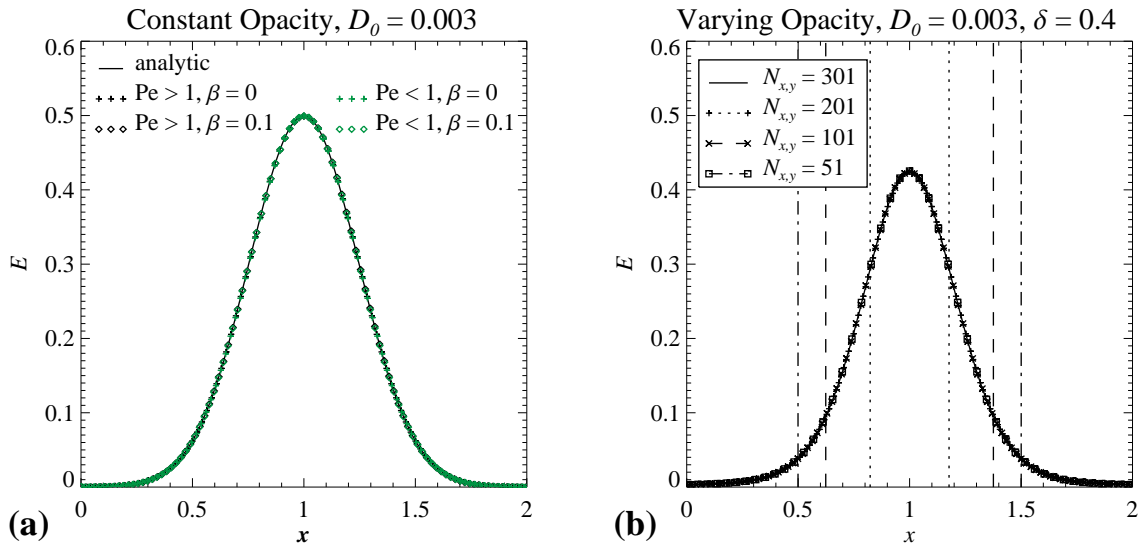 Constant Opacity, D₀ = 0.003
0.6
0.5
0.4
0.3
0.2
0.1
0
E
analytic
Pe > 1, β = 0
Pe < 1, β = 0
Pe > 1, β = 0.1
Pe < 1, β = 0.1
0
0.5
1
1.5
2
x
(a)
Varying Opacity, D₀ = 0.003, δ = 0.4
0.6
0.5
0.4
0.3
0.2
0.1
0
E
Nₓ,ᵧ = 301
Nₓ,ᵧ = 201
Nₓ,ᵧ = 101
Nₓ,ᵧ = 51
0
0.5
1
1.5
2
x
(b)